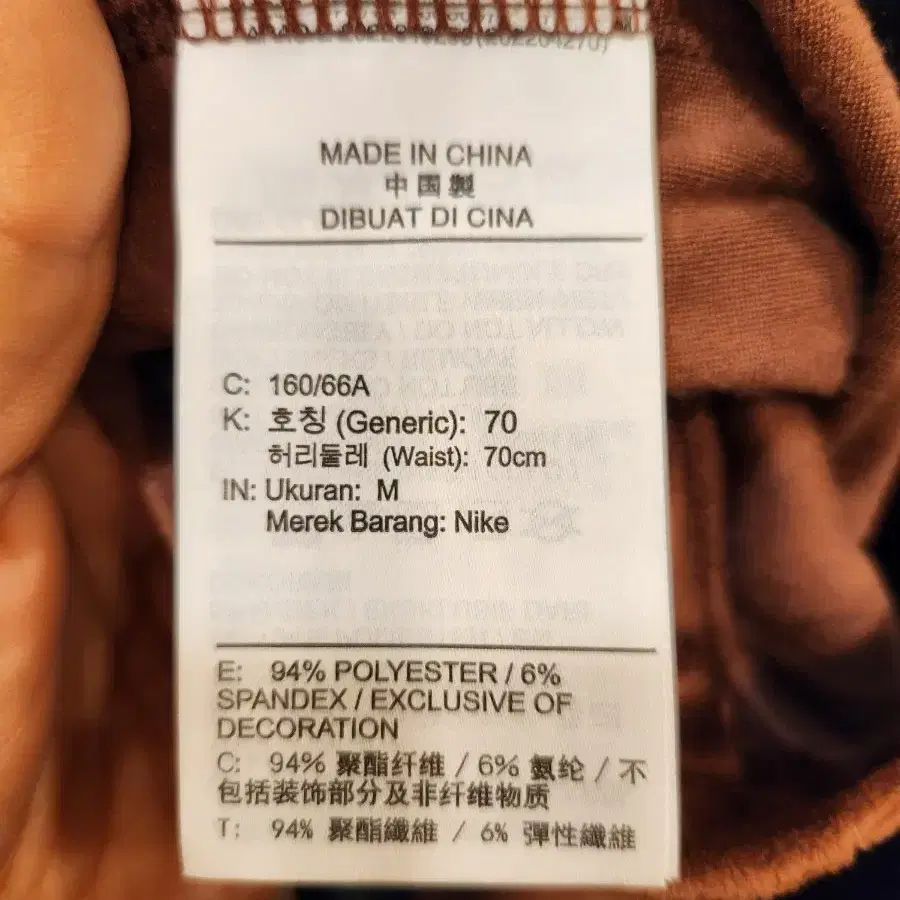 MADE IN CHINA
中国製
DIBUAT DI CINA
C: 160/66A
K: 호칭 (Generic): 70
허리둘레 (Waist): 70cm
IN: Ukuran: M
Merek Barang: Nike
E: 94% POLYESTER / 6%
SPANDEX / EXCLUSIVE OF
DECORATION
C: 94% 聚酯纤维 / 6% 氨纶 / 不
包括装饰部分及非纤维物质
T: 94% 聚酯纖維 / 6% 彈性纖維